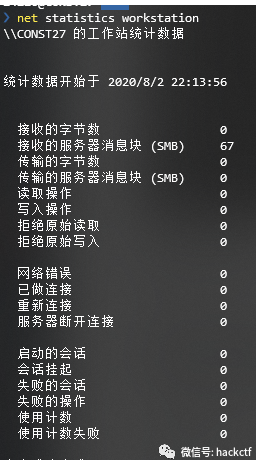 ❯ net statistics workstation
\\CONST27 的工作站统计数据
统计数据开始于 2020/8/2 22:13:56
接收的字节数 0
接收的服务器消息块 (SMB) 67
传输的字节数 0
传输的服务器消息块 (SMB) 0
读取操作 0
写入操作 0
拒绝原始读取 0
拒绝原始写入 0
网络错误 0
已做连接 0
重新连接 0
服务器断开连接 0
启动的会话 0
会话挂起 0
失败的会话 0
失败的操作 0
使用计数 0
使用计数失败 0
微信号: hackctf